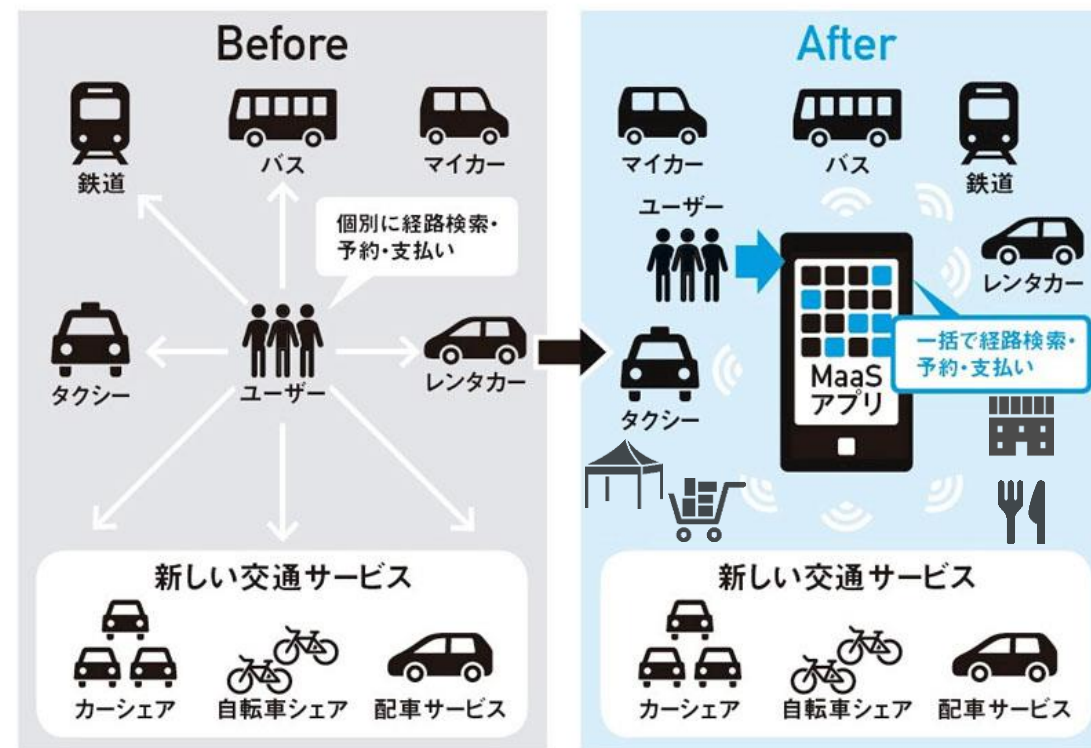 Before
鉄道
バス
マイカー
個別に経路検索・
予約・支払い
タクシー
ユーザー
レンタカー
新しい交通サービス
カーシェア
自転車シェア
配車サービス
After
マイカー
バス
鉄道
ユーザー
レンタカー
一括で経路検索・
予約・支払い
MaaS
アプリ
タクシー
新しい交通サービス
カーシェア
自転車シェア
配車サービス